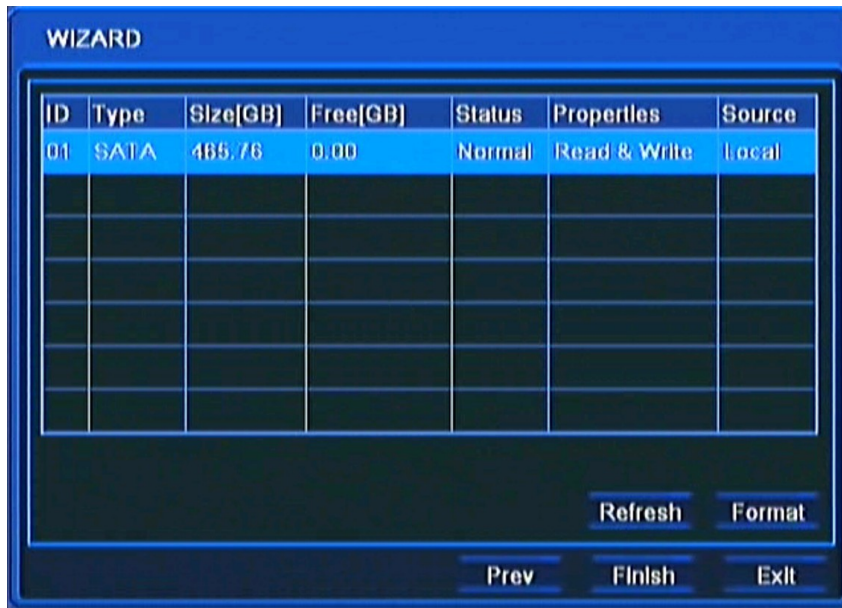 WIZARD
ID Type Size[GB] Free[GB] Status Properties Source
01 SATA 465.76 0.00 Normal Read & Write Local
Refresh Format
Prev Finish Exit